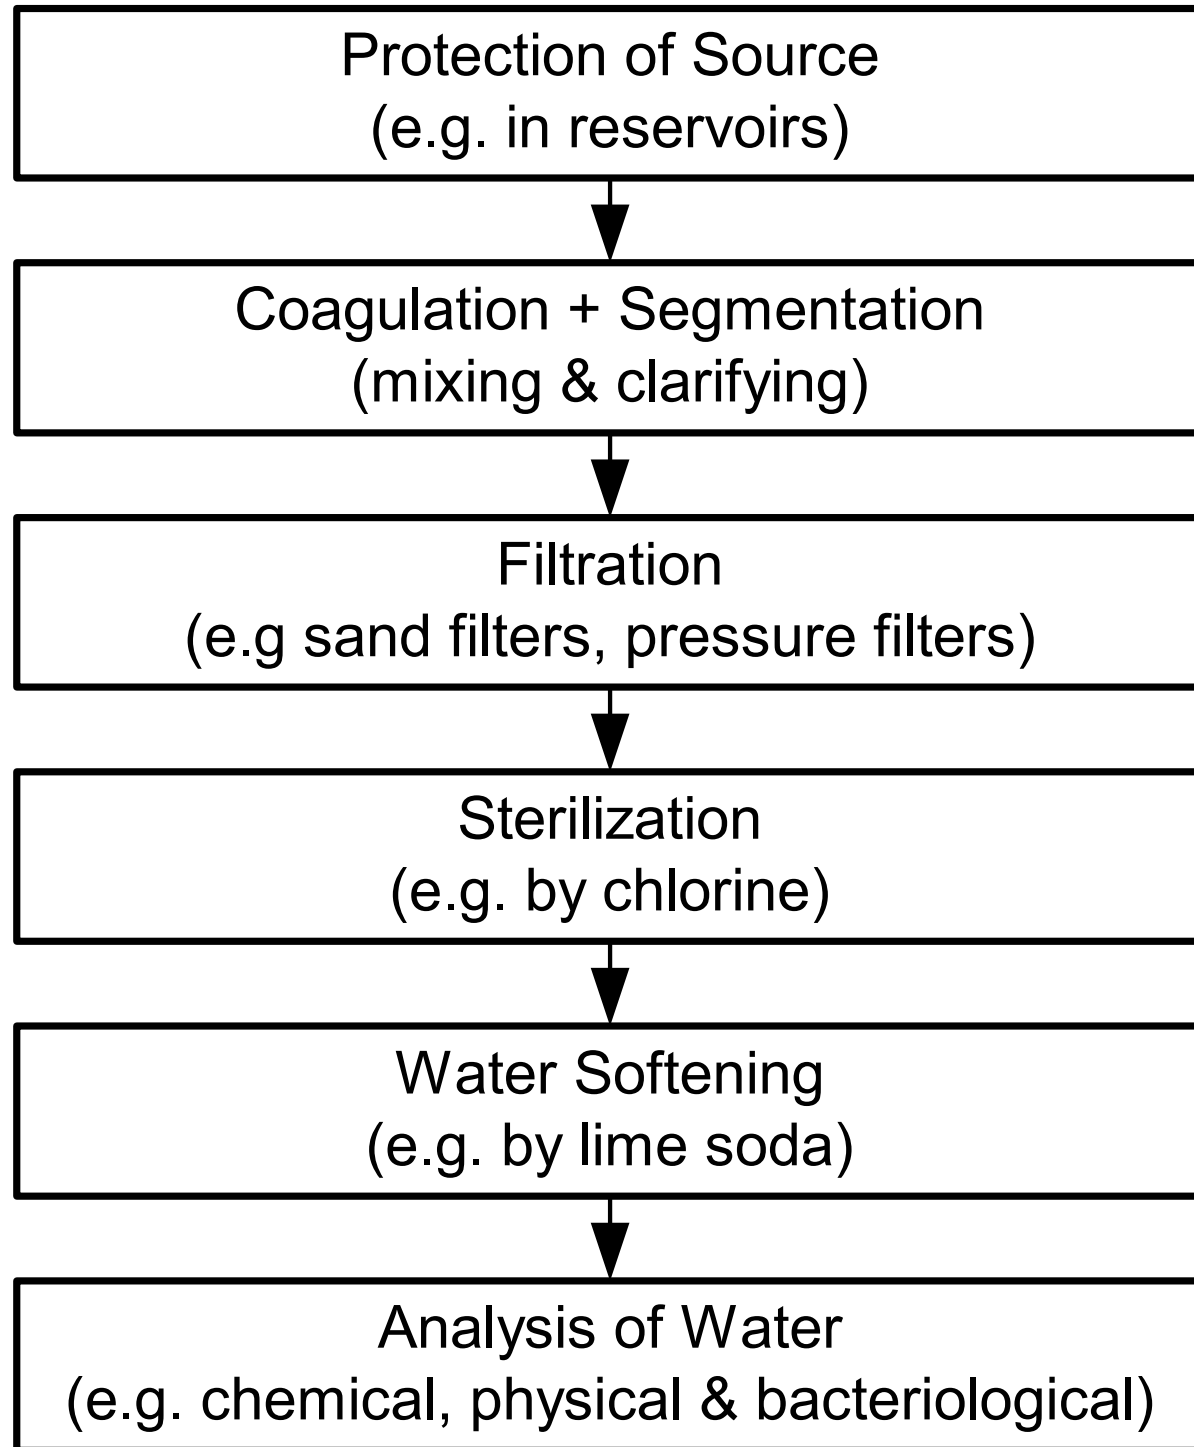 Protection of Source
(e.g. in reservoirs)
Coagulation + Segmentation
(mixing & clarifying)
Filtration
(e.g sand filters, pressure filters)
Sterilization
(e.g. by chlorine)
Water Softening
(e.g. by lime soda)
Analysis of Water
(e.g. chemical, physical & bacteriological)